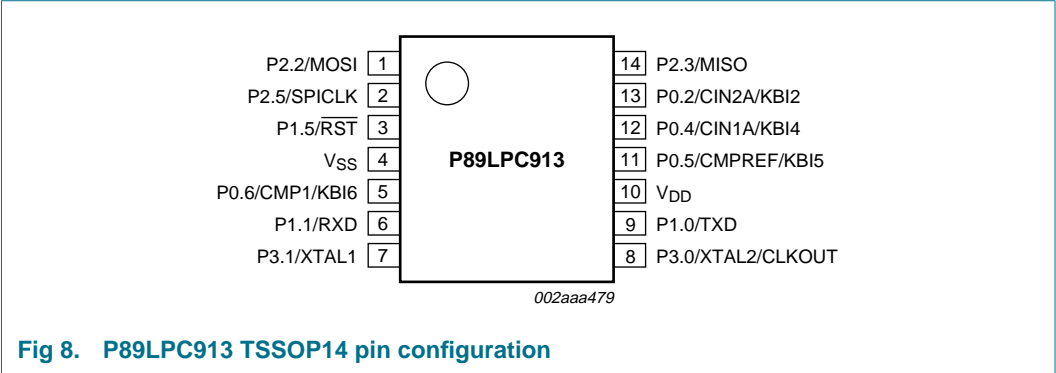 P2.2/MOSI 1
P2.5/SPICLK 2
P1.5/RST 3
VSS 4
P0.6/CMP1/KBI6 5
P1.1/RXD 6
P3.1/XTAL1 7
P89LPC913
14 P2.3/MISO
13 P0.2/CIN2A/KBI2
12 P0.4/CIN1A/KBI4
11 P0.5/CMPREF/KBI5
10 VDD
9 P1.0/TXD
8 P3.0/XTAL2/CLKOUT
002aaa479
Fig 8. P89LPC913 TSSOP14 pin configuration